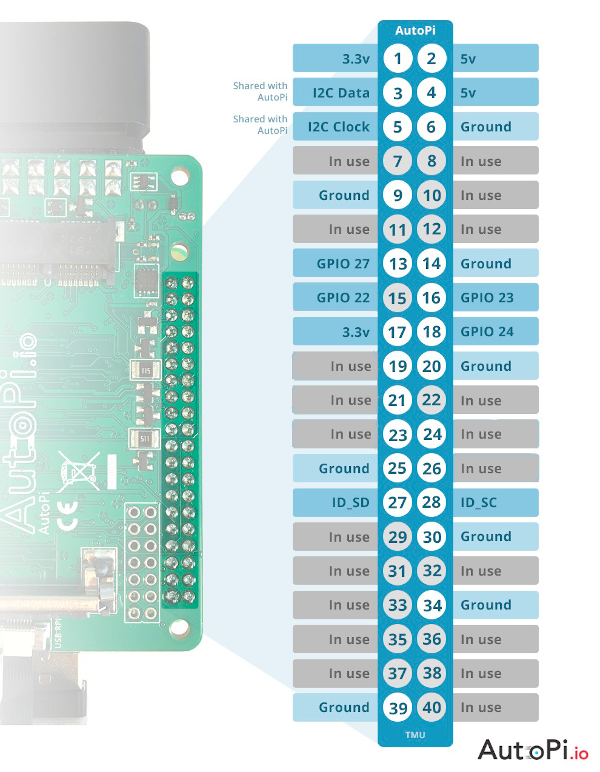 AutoPi
3.3v 1 2 5v
Shared with
AutoPi
I2C Data 3 4 5v
Shared with
AutoPi
I2C Clock 5 6 Ground
In use 7 8 In use
Ground 9 10 In use
In use 11 12 In use
GPIO 27 13 14 Ground
GPIO 22 15 16 GPIO 23
3.3v 17 18 GPIO 24
In use 19 20 Ground
In use 21 22 In use
In use 23 24 In use
Ground 25 26 In use
ID_SD 27 28 ID_SC
In use 29 30 Ground
In use 31 32 In use
In use 33 34 Ground
In use 35 36 In use
In use 37 38 In use
Ground 39 40 In use
TMU
AutoPi.io
AutoPi.io
AutoPi
CE
115
511
USB RPI